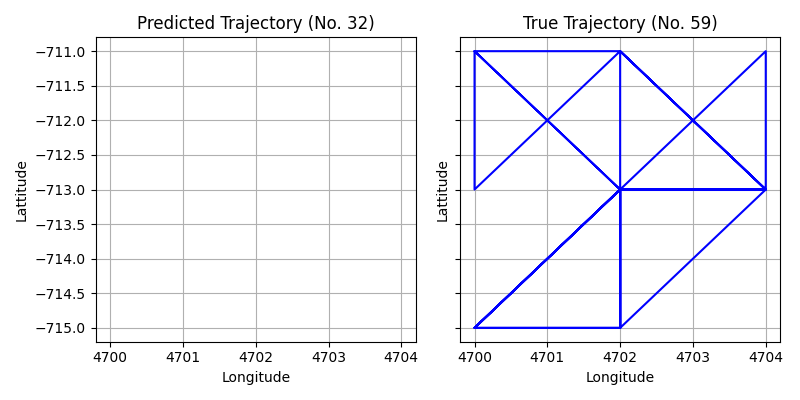 Predicted Trajectory (No. 32)
−711.0
−711.5
−712.0
−712.5
−713.0
−713.5
−714.0
−714.5
−715.0
Lattitude
4700 4701 4702 4703 4704
Longitude
True Trajectory (No. 59)
Lattitude
4700 4701 4702 4703 4704
Longitude